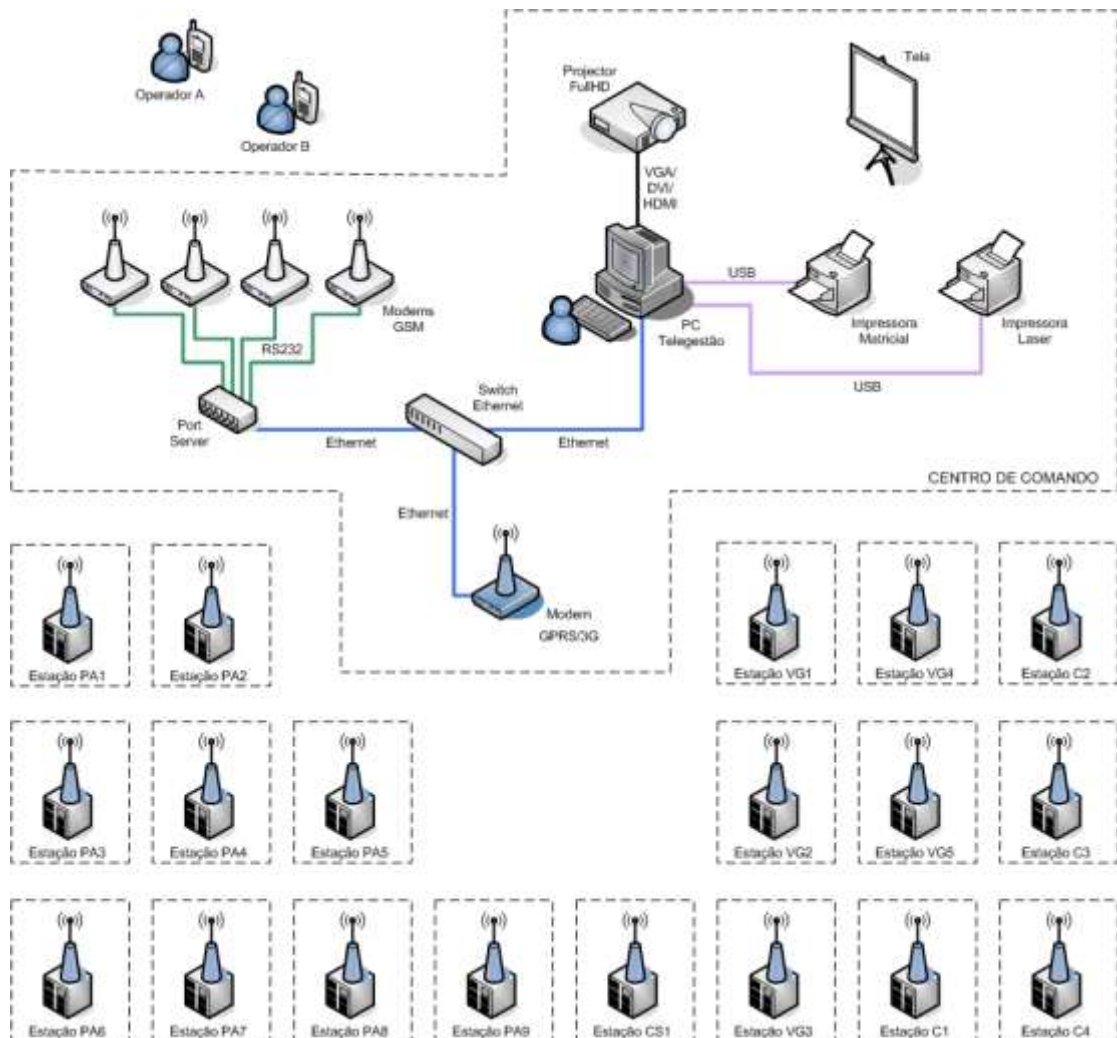 Operador A
Operador B
Projector
FullHD
Tela
VGA/
DVI/
HDMI
Modems
GSM
RS232
USB
PC
Telegestão
Impressora
Matricial
Impressora
Laser
USB
Port
Server
Switch
Ethernet
Ethernet
Ethernet
CENTRO DE COMANDO
Ethernet
Modem
GPRS/3G
Estação PA1
Estação PA2
Estação VG1
Estação VG4
Estação C2
Estação PA3
Estação PA4
Estação PA5
Estação VG2
Estação VG5
Estação C3
Estação PA6
Estação PA7
Estação PA8
Estação PA9
Estação CS1
Estação VG3
Estação C1
Estação C4